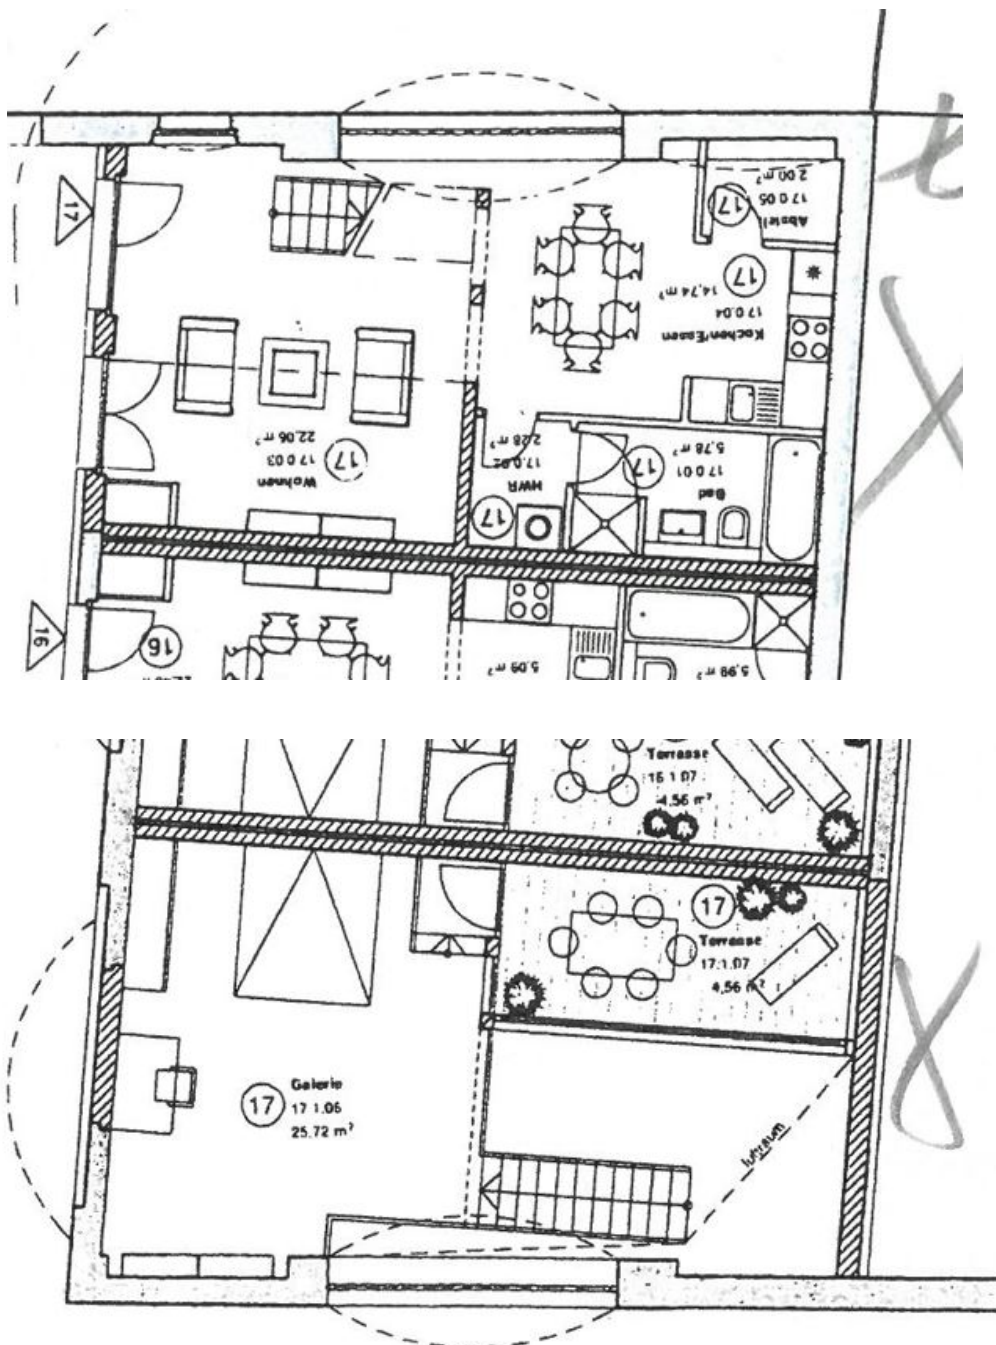 17
17
Abstell
17.0.05
2.00 m²
17
Kochen/Essen
17.0.04
14,74 m²
17
Wohnen
17.0.03
22.06 m²
17
HWR
17.0.02
2.28 m²
17
Bad
17.0.01
5,78 m²
16
16
5.09 m²
5,98 m²
Terrasse
16.1.07
4,56 m²
17
Terrasse
17.1.07
4,56 m²
17
Galerie
17.1.06
25,72 m²
luftraum